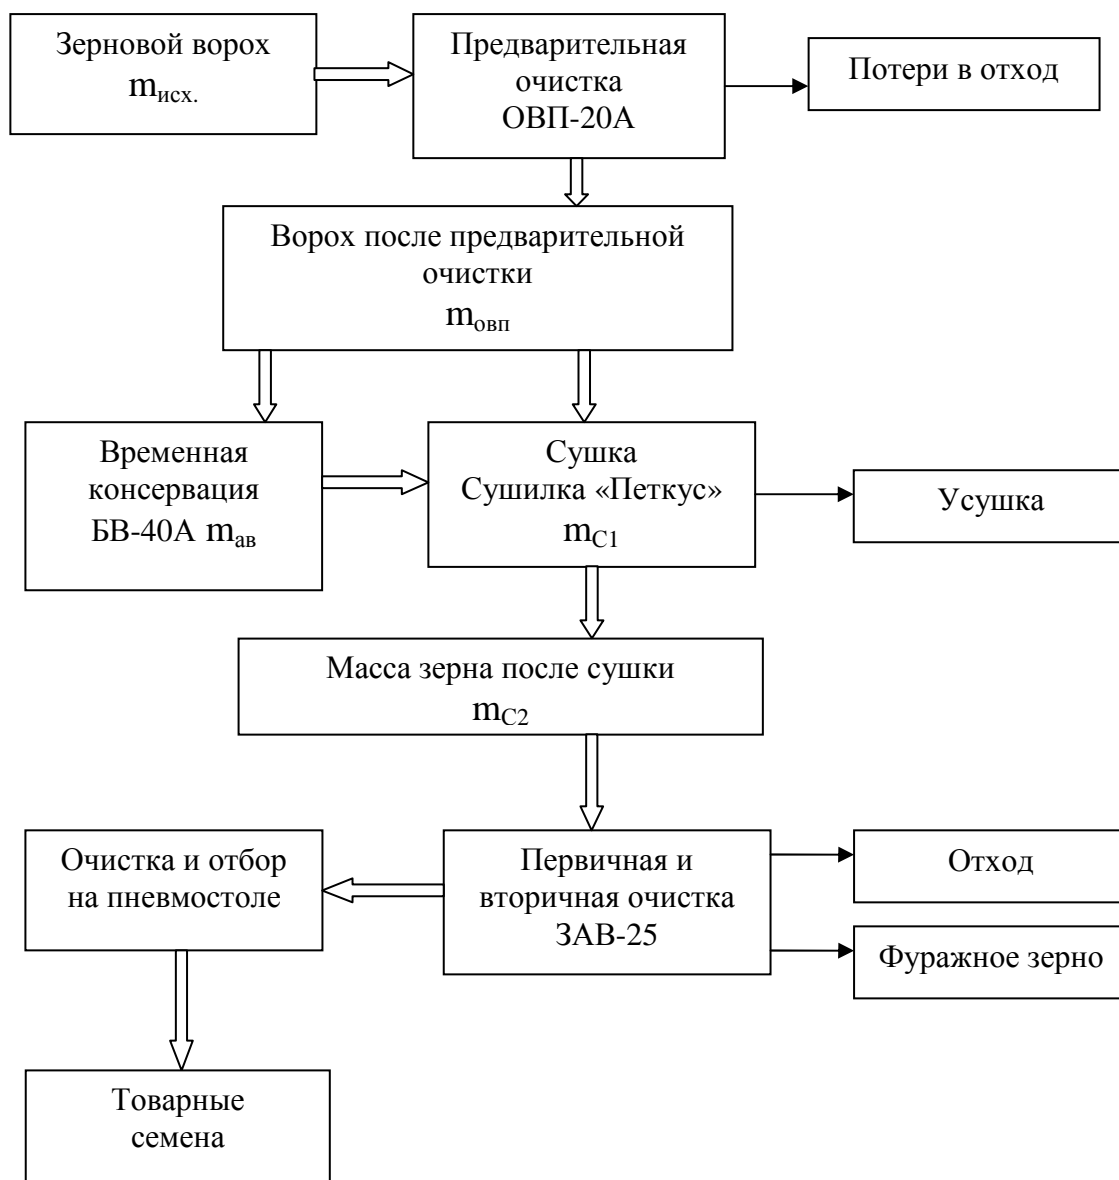 Зерновой ворох
mисх.
Предварительная
очистка
ОВП-20А
Потери в отход
Ворох после предварительной
очистки
mовп
Временная
консервация
БВ-40А mав
Сушка
Сушилка «Петкус»
mС1
Усушка
Масса зерна после сушки
mС2
Очистка и отбор
на пневмостоле
Первичная и
вторичная очистка
ЗАВ-25
Отход
Фуражное зерно
Товарные
семена